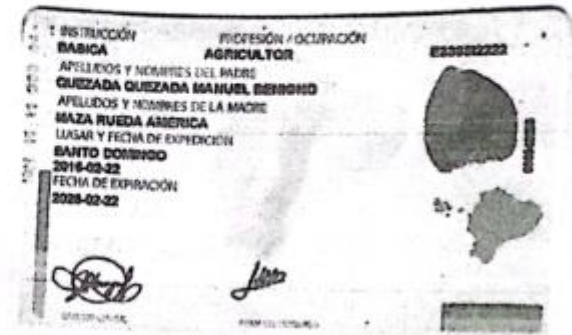 INSTRUCCIÓN PROFESIÓN / OCUPACIÓN
BASICA AGRICULTOR
APELLIDOS Y NOMBRES DEL PADRE
QUEZADA QUEZADA MANUEL BENIGNO
APELLIDOS Y NOMBRES DE LA MADRE
MAZA RUEDA AMERICA
LUGAR Y FECHA DE EXPEDICIÓN
SANTO DOMINGO
2016-02-22
FECHA DE EXPIRACIÓN
2026-02-22